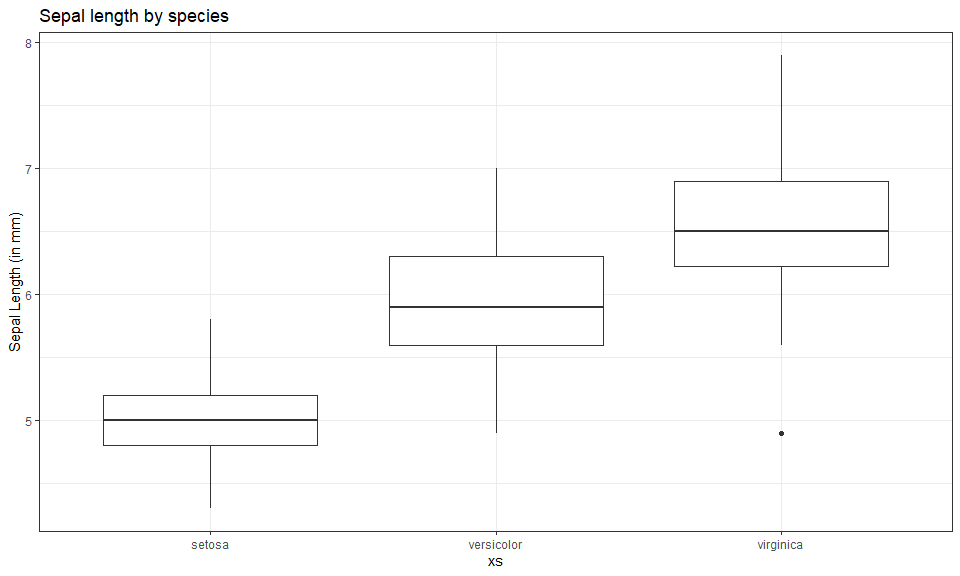 Sepal length by species
8
7
6
5
Sepal Length (in mm)
setosa
versicolor
virginica
xs